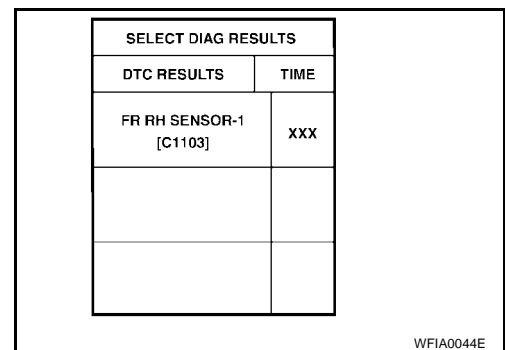 SELECT DIAG RESULTS
DTC RESULTS TIME
FR RH SENSOR-1
[C1103]
XXX
WFIA0044E